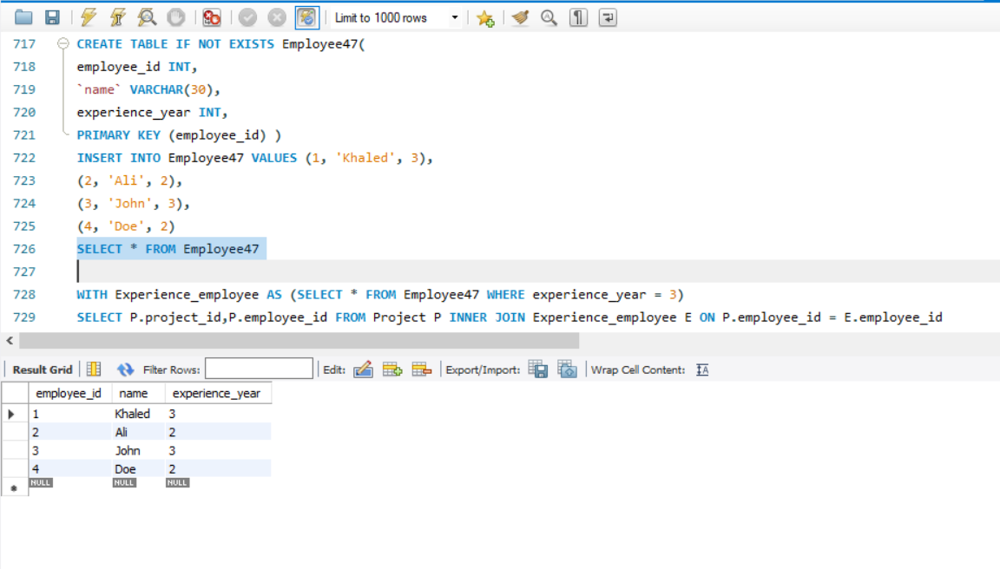 Limit to 1000 rows
717 CREATE TABLE IF NOT EXISTS Employee47(
718 employee_id INT,
719 `name` VARCHAR(30),
720 experience_year INT,
721 PRIMARY KEY (employee_id) )
722 INSERT INTO Employee47 VALUES (1, 'Khaled', 3),
723 (2, 'Ali', 2),
724 (3, 'John', 3),
725 (4, 'Doe', 2)
726 SELECT * FROM Employee47
727
728 WITH Experience_employee AS (SELECT * FROM Employee47 WHERE experience_year = 3)
729 SELECT P.project_id,P.employee_id FROM Project P INNER JOIN Experience_employee E ON P.employee_id = E.employee_id
Result Grid Filter Rows: Edit: Export/Import: Wrap Cell Content:
employee_id name experience_year
1 Khaled 3
2 Ali 2
3 John 3
4 Doe 2
NULL NULL NULL